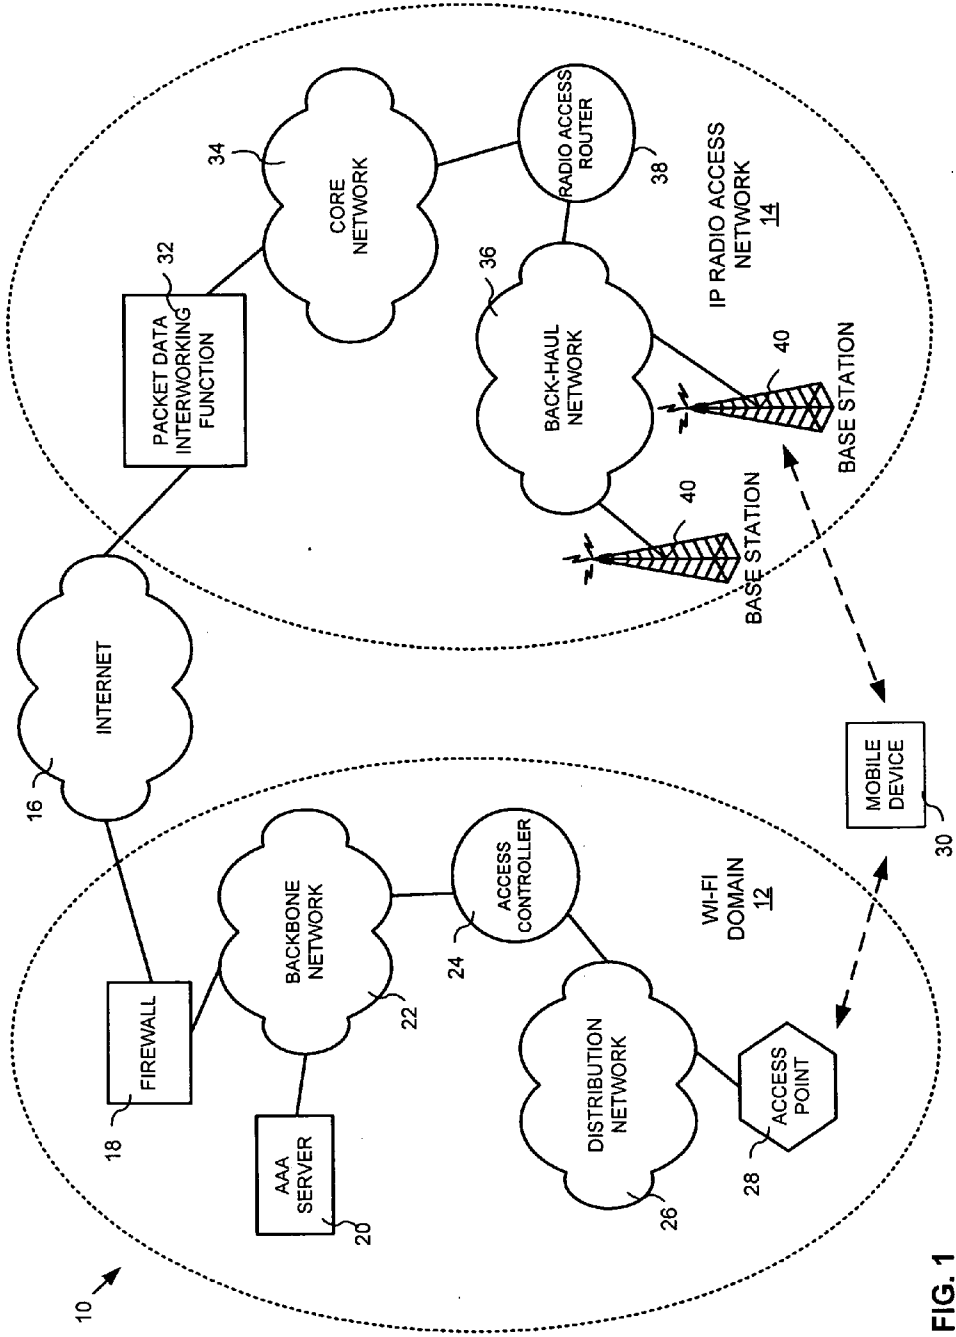 10
INTERNET
16
FIREWALL
18
AAA
SERVER
20
BACKBONE
NETWORK
22
ACCESS
CONTROLLER
24
DISTRIBUTION
NETWORK
26
ACCESS
POINT
28
WI-FI
DOMAIN
12
MOBILE
DEVICE
30
PACKET DATA
INTERWORKING
FUNCTION
32
CORE
NETWORK
34
BACK-HAUL
NETWORK
36
RADIO ACCESS
ROUTER
38
IP RADIO ACCESS
NETWORK
14
40
BASE STATION
40
BASE STATION
FIG. 1